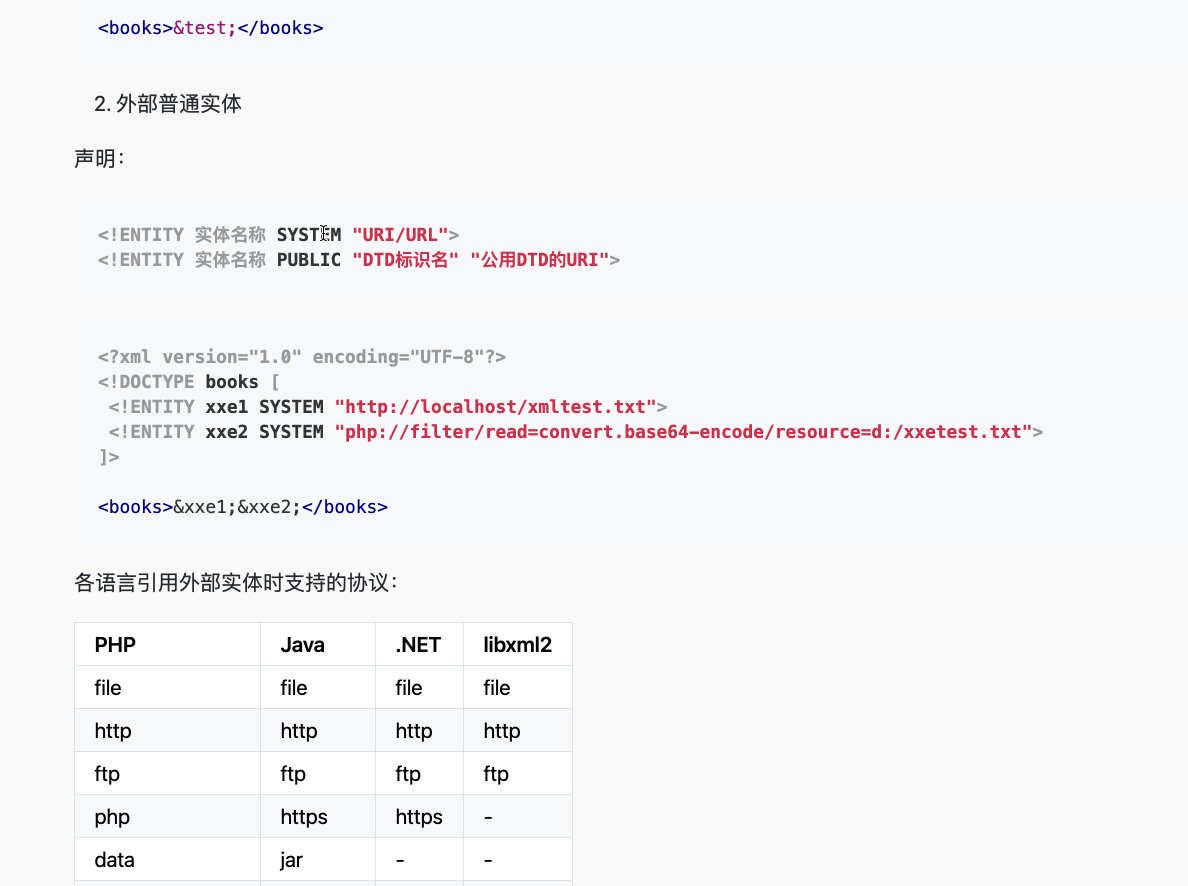 <books>&test;</books>
2. 外部普通实体
声明：
<!ENTITY 实体名称 SYSTEM "URI/URL">
<!ENTITY 实体名称 PUBLIC "DTD标识名" "公用DTD的URI">
<?xml version="1.0" encoding="UTF-8"?>
<!DOCTYPE books [
<!ENTITY xxe1 SYSTEM "http://localhost/xmltest.txt">
<!ENTITY xxe2 SYSTEM "php://filter/read=convert.base64-encode/resource=d:/xxetest.txt">
]>
<books>&xxe1;&xxe2;</books>
各语言引用外部实体时支持的协议：
PHP Java .NET libxml2
file file file file
http http http http
ftp ftp ftp ftp
php https https -
data jar - -